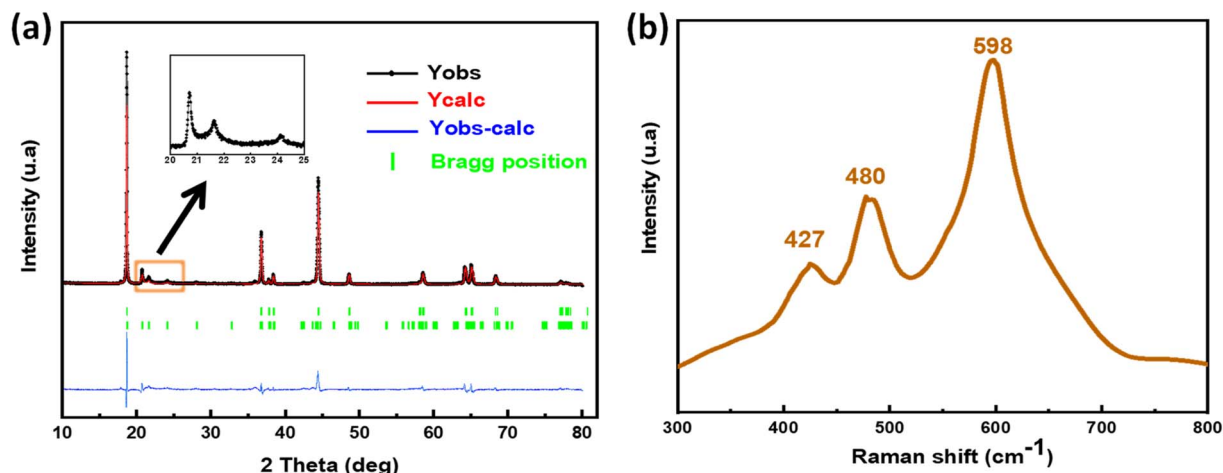 (a)
Intensity (u.a)
20 21 22 23 24 25
Yobs
Ycalc
Yobs-calc
Bragg position
10 20 30 40 50 60 70 80
2 Theta (deg)
(b)
Intensity (u.a)
427
480
598
300 400 500 600 700 800
Raman shift (cm-1)